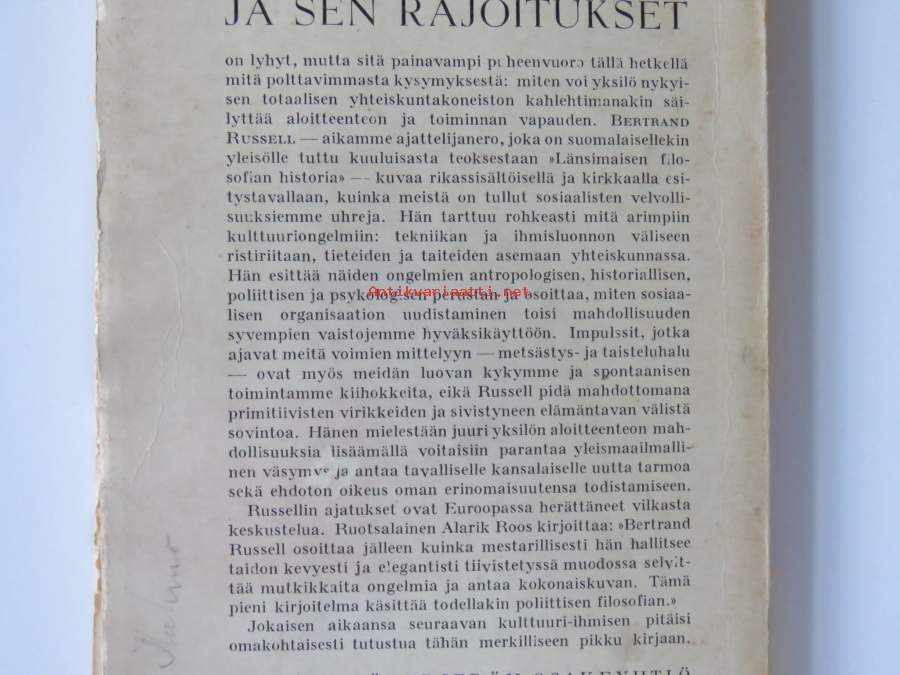 JA SEN RAJOITUKSET
on lyhyt, mutta sitä painavampi puheenvuoro tällä hetkellä
mitä polttavimmasta kysymyksestä: miten voi yksilö nykyi-
sen totaalisen yhteiskuntakoneiston kahlehtimanakin säi-
lyttää aloitteenteon ja toiminnan vapauden. BERTRAND
RUSSELL — aikamme ajattelijanero, joka on suomalaisellekin
yleisölle tuttu kuuluisasta teoksestaan »Länsimaisen filo-
sofian historia» — kuvaa rikassisältöisellä ja kirkkaalla esi-
tystavallaan, kuinka meistä on tullut sosiaalisten velvolli-
suuksiemme uhreja. Hän tarttuu rohkeasti mitä arimpiin
kulttuuriongelmiin: tekniikan ja ihmisluonnon väliseen
ristiriitaan, tieteiden ja taiteiden asemaan yhteiskunnassa.
Hän esittää näiden ongelmien antropologisen, historiallisen,
Antikvariaatti.net
poliittisen ja psykologisen perustan ja osoittaa, miten sosiaa-
lisen organisaation uudistaminen toisi mahdollisuuden
syvempien vaistojemme hyväksikäyttöön. Impulssit, jotka
ajavat meitä voimien mittelyyn — metsästys- ja taisteluhalu
— ovat myös meidän luovan kykymme ja spontaanisen
toimintamme kiihokkeita, eikä Russell pidä mahdottomana
primitiivisten virikkeiden ja sivistyneen elämäntavan välistä
sovintoa. Hänen mielestään juuri yksilön aloitteenteon mah-
dollisuuksia lisäämällä voitaisiin parantaa yleismaailmalli-
nen väsymys ja antaa tavalliselle kansalaiselle uutta tarmoa
sekä ehdoton oikeus oman erinomaisuutensa todistamiseen.
Russellin ajatukset ovat Euroopassa herättäneet vilkasta
keskustelua. Ruotsalainen Alarik Roos kirjoittaa: »Bertrand
Russell osoittaa jälleen kuinka mestarillisesti hän hallitsee
taidon kevyesti ja elegantisti tiivistetyssä muodossa selvit-
tää mutkikkaita ongelmia ja antaa kokonaiskuvan. Tämä
pieni kirjoitelma käsittää todellakin poliittisen filosofian.»
Jokaisen aikaansa seuraavan kulttuuri-ihmisen pitäisi
omakohtaisesti tutustua tähän merkilliseen pikku kirjaan.